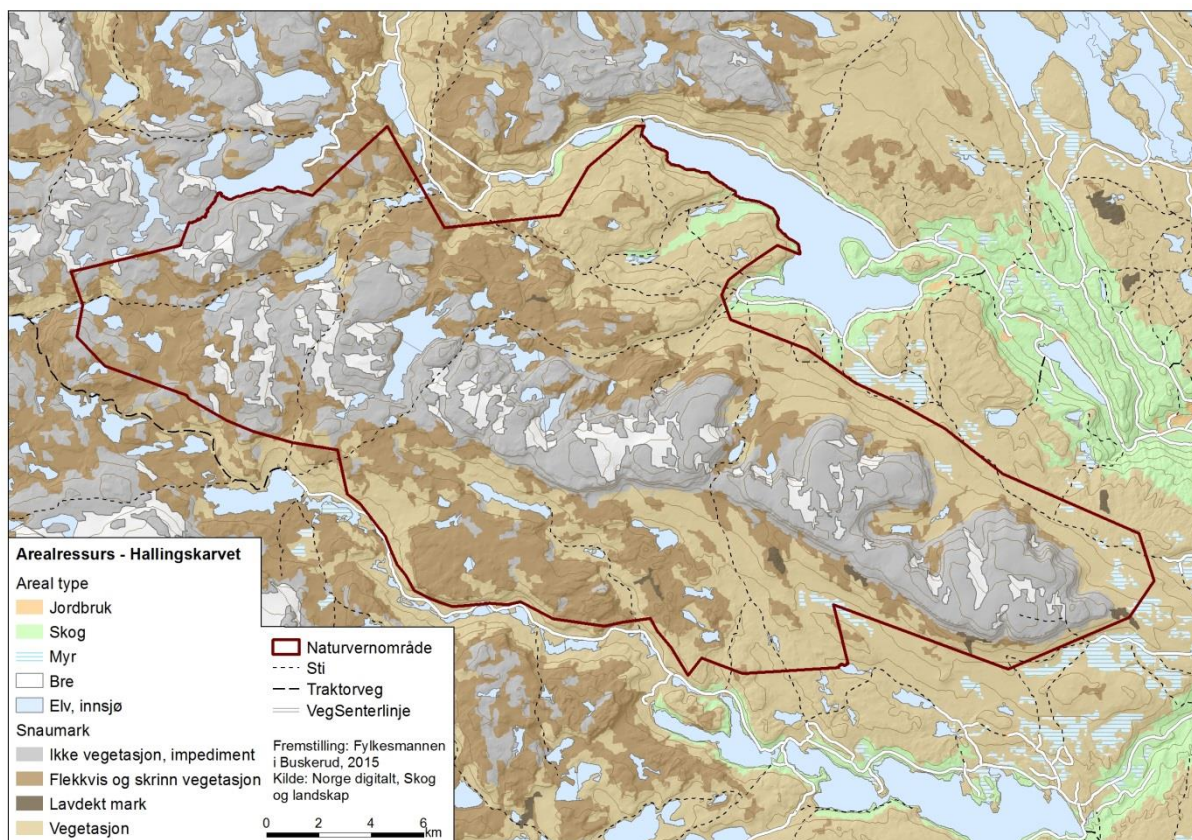 Arealressurs - Hallingskarvet
Areal type
Jordbruk
Skog
Myr
Bre
Elv, innsjø
Snaumark
Ikke vegetasjon, impediment
Flekkvis og skrinn vegetasjon
Lavdekt mark
Vegetasjon
Naturvernområde
Sti
Traktorveg
VegSenterlinje
Fremstilling: Fylkesmannen
i Buskerud, 2015
Kilde: Norge digitalt, Skog
og landskap
0 2 4 6
km